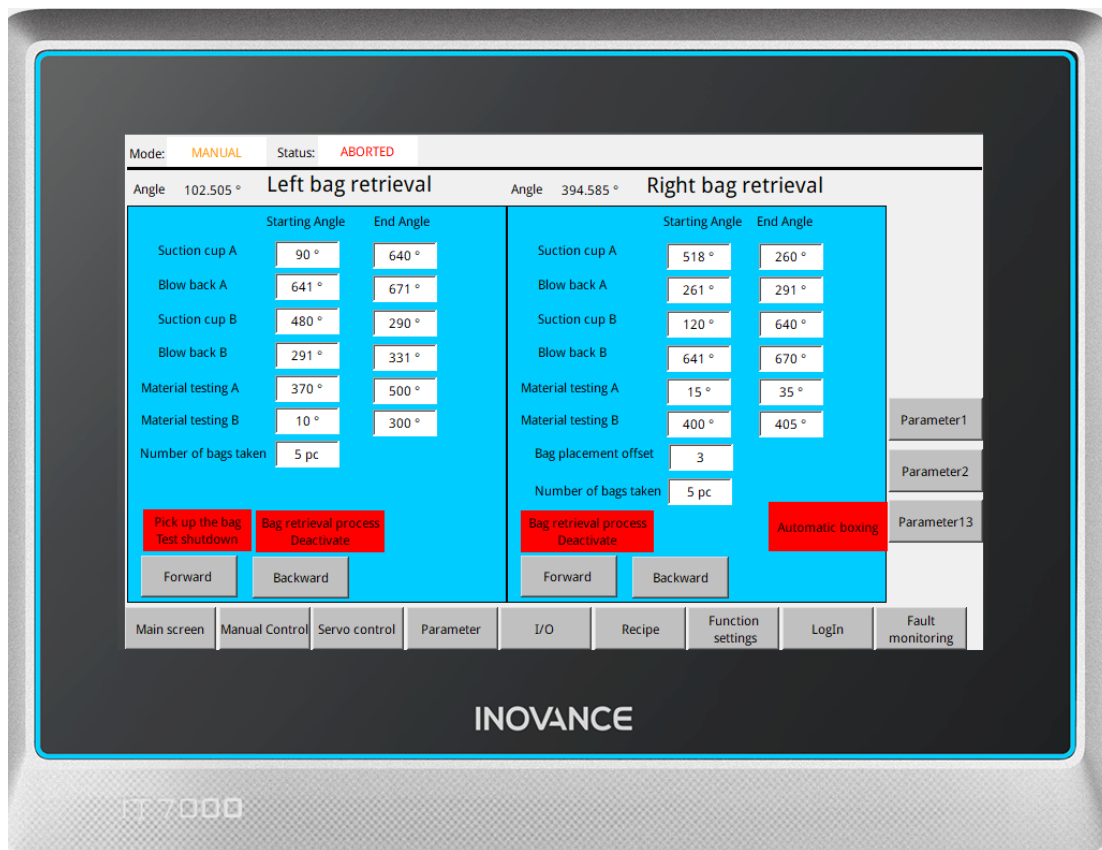 Mode: MANUAL Status: ABORTED
Angle 102.505 ° Left bag retrieval
Starting Angle End Angle
Suction cup A 90 ° 640 °
Blow back A 641 ° 671 °
Suction cup B 480 ° 290 °
Blow back B 291 ° 331 °
Material testing A 370 ° 500 °
Material testing B 10 ° 300 °
Number of bags taken 5 pc
Pick up the bag
Test shutdown
Bag retrieval process
Deactivate
Forward Backward
Angle 394.585 ° Right bag retrieval
Starting Angle End Angle
Suction cup A 518 ° 260 °
Blow back A 261 ° 291 °
Suction cup B 120 ° 640 °
Blow back B 641 ° 670 °
Material testing A 15 ° 35 °
Material testing B 400 ° 405 °
Bag placement offset 3
Number of bags taken 5 pc
Bag retrieval process
Deactivate
Automatic boxing
Forward Backward
Parameter1
Parameter2
Parameter13
Main screen Manual Control Servo control Parameter I/O Recipe Function settings LogIn Fault monitoring
INOVANCE
IT7000